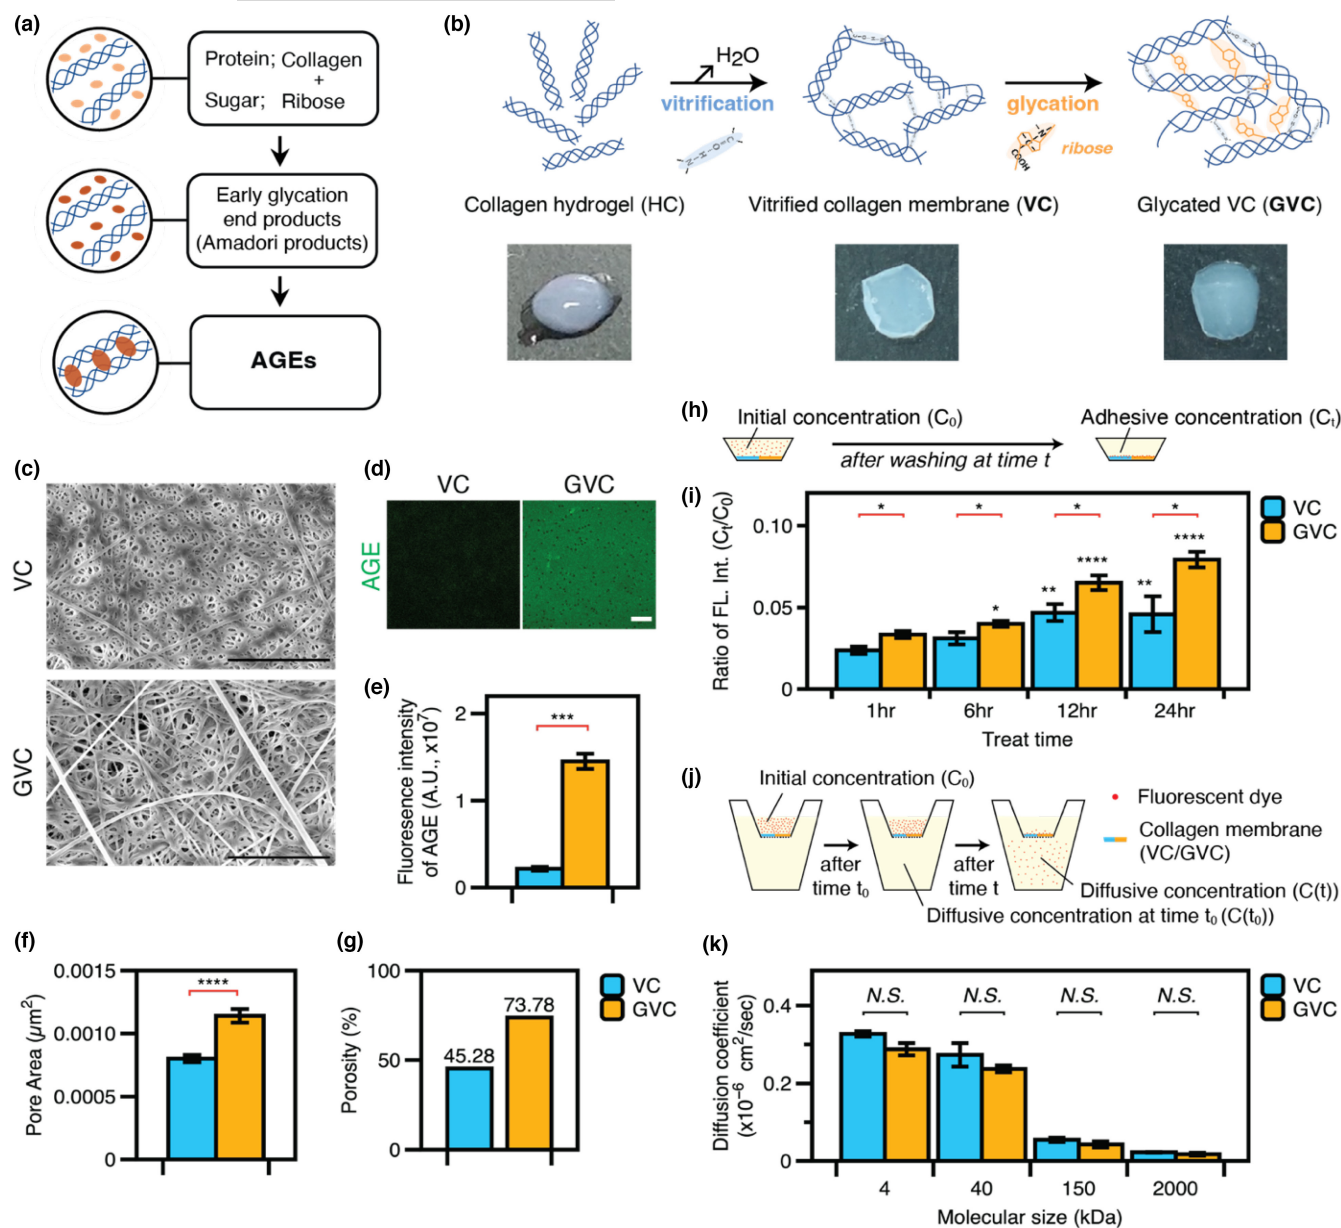 (a)
Protein; Collagen
+
Sugar; Ribose
Early glycation
end products
(Amadori products)
AGEs
(b)
H2O
vitrification
glycation
COOH
ribose
Collagen hydrogel (HC)
Vitrified collagen membrane (VC)
Glycated VC (GVC)
(c)
VC
GVC
(d)
VC
GVC
AGE
(e)
Fluorescence intensity
of AGE (A.U., x10⁷)
2
1
0
***
(f)
Pore Area (µm²)
0.0015
0.0010
0.0005
0
****
(g)
Porosity (%)
100
50
0
45.28
73.78
VC
GVC
(h)
Initial concentration (C₀)
after washing at time t
Adhesive concentration (Cₜ)
(i)
Ratio of FL. Int. (Cₜ/C₀)
0.10
0.05
0
* * * *
* ** **** ** ****
1hr 6hr 12hr 24hr
Treat time
VC
GVC
(j)
Initial concentration (C₀)
after
time t₀
after
time t
Fluorescent dye
Collagen membrane
(VC/GVC)
Diffusive concentration (C(t))
Diffusive concentration at time t₀ (C(t₀))
(k)
Diffusion coefficient
(x10⁻⁶ cm²/sec)
0.4
0.2
0
N.S. N.S. N.S. N.S.
4 40 150 2000
Molecular size (kDa)
VC
GVC